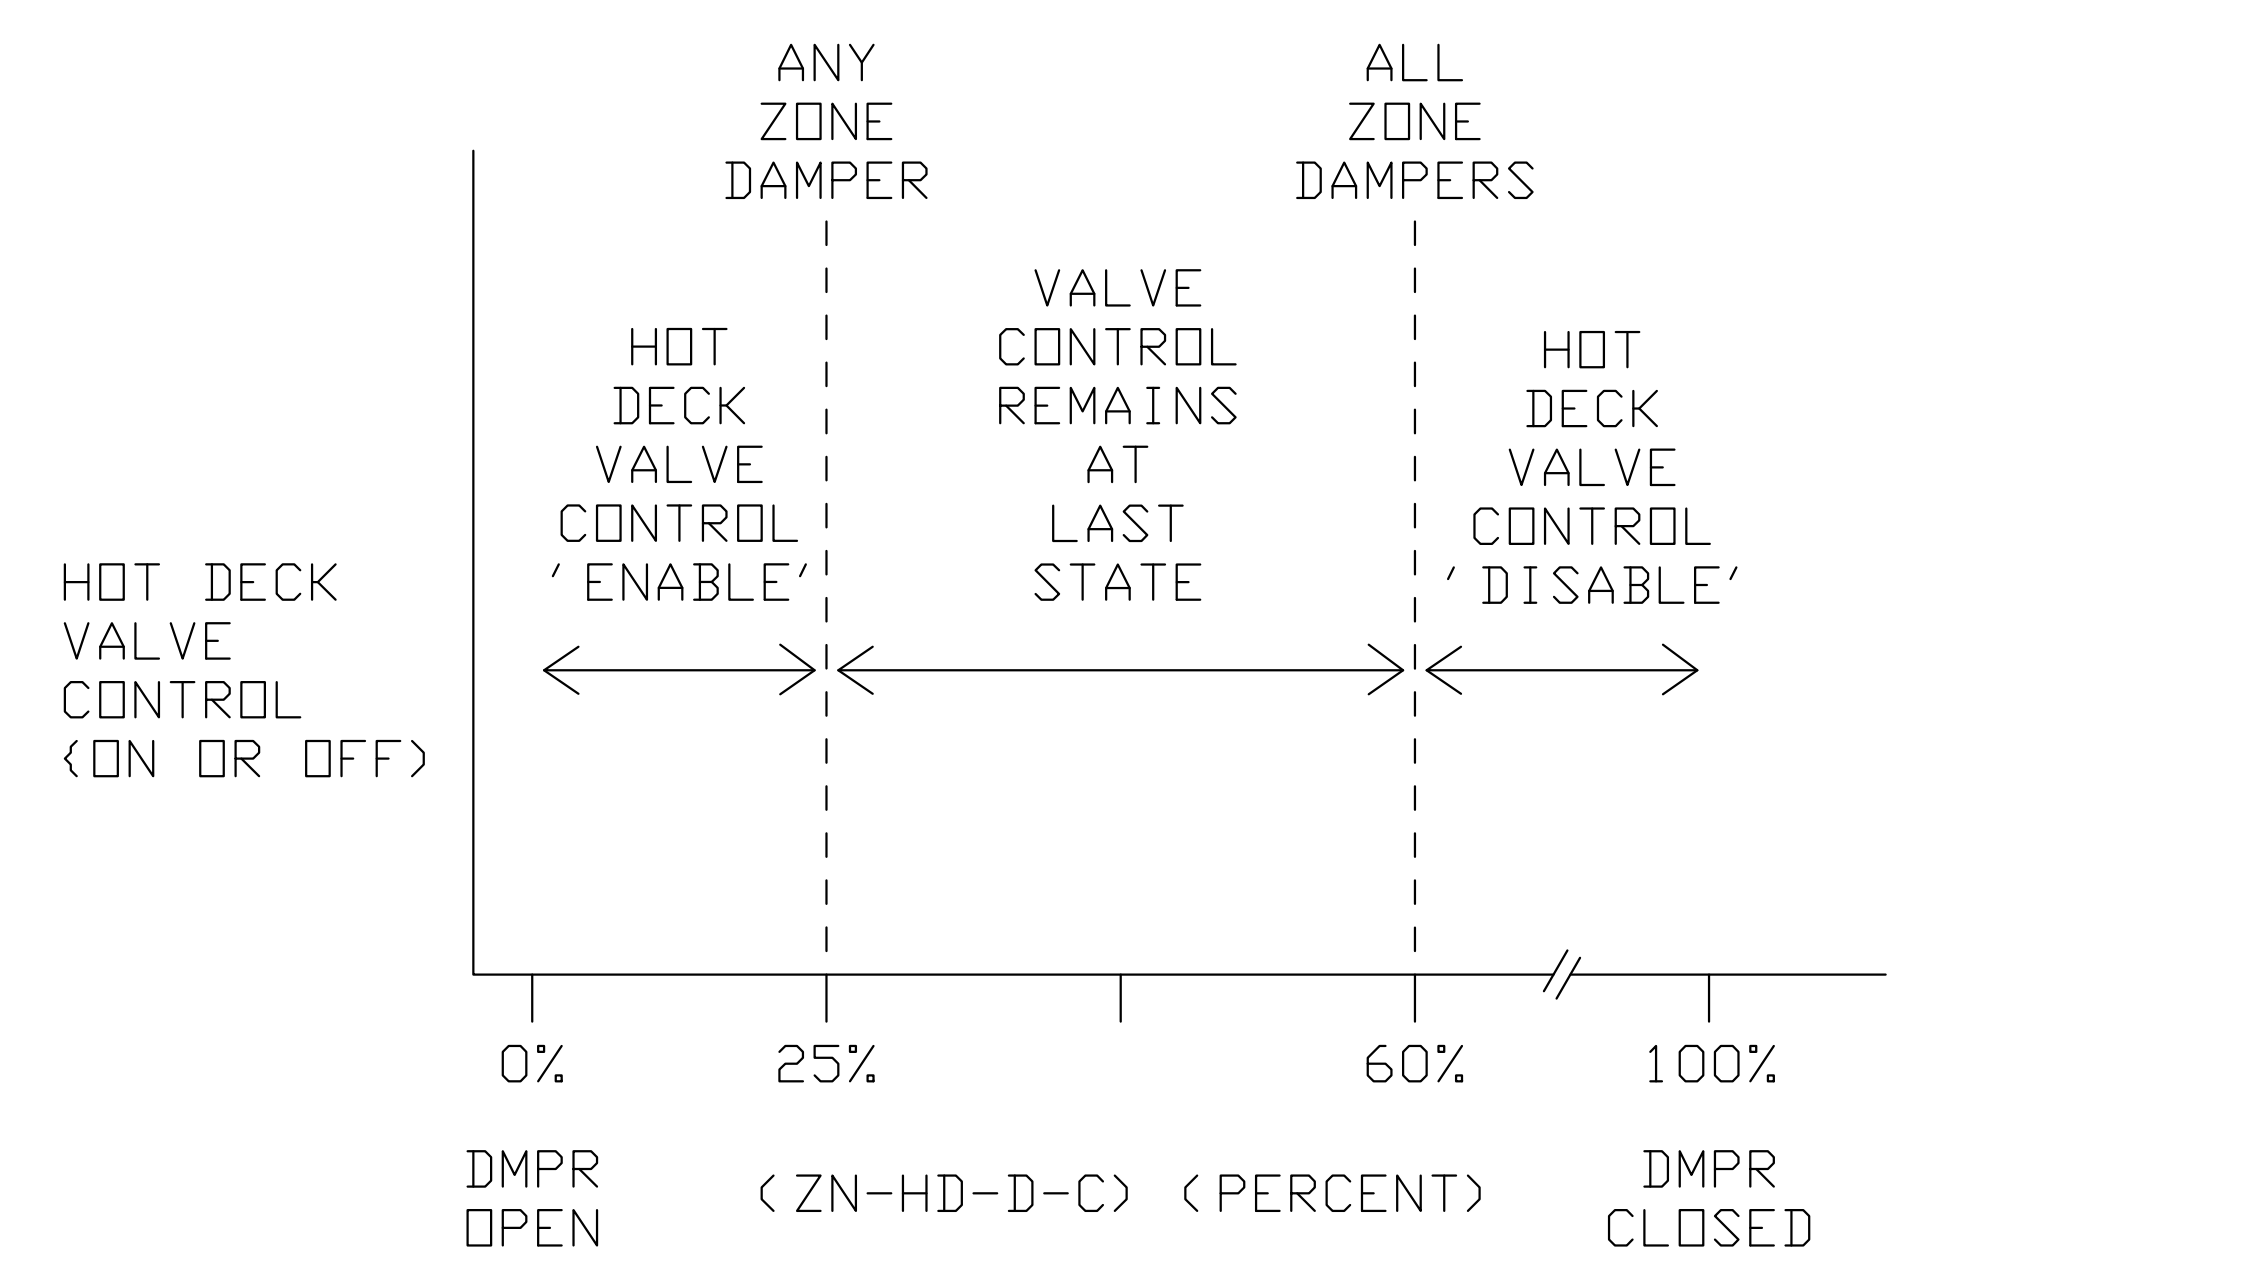 ANY
ZONE
DAMPER
ALL
ZONE
DAMPERS
HOT
DECK
VALVE
CONTROL
'ENABLE'
VALVE
CONTROL
REMAINS
AT
LAST
STATE
HOT
DECK
VALVE
CONTROL
'DISABLE'
HOT DECK
VALVE
CONTROL
{ON OR OFF)
0%
25%
60%
100%
DMPR
OPEN
(ZN-HD-D-C) (PERCENT)
DMPR
CLOSED